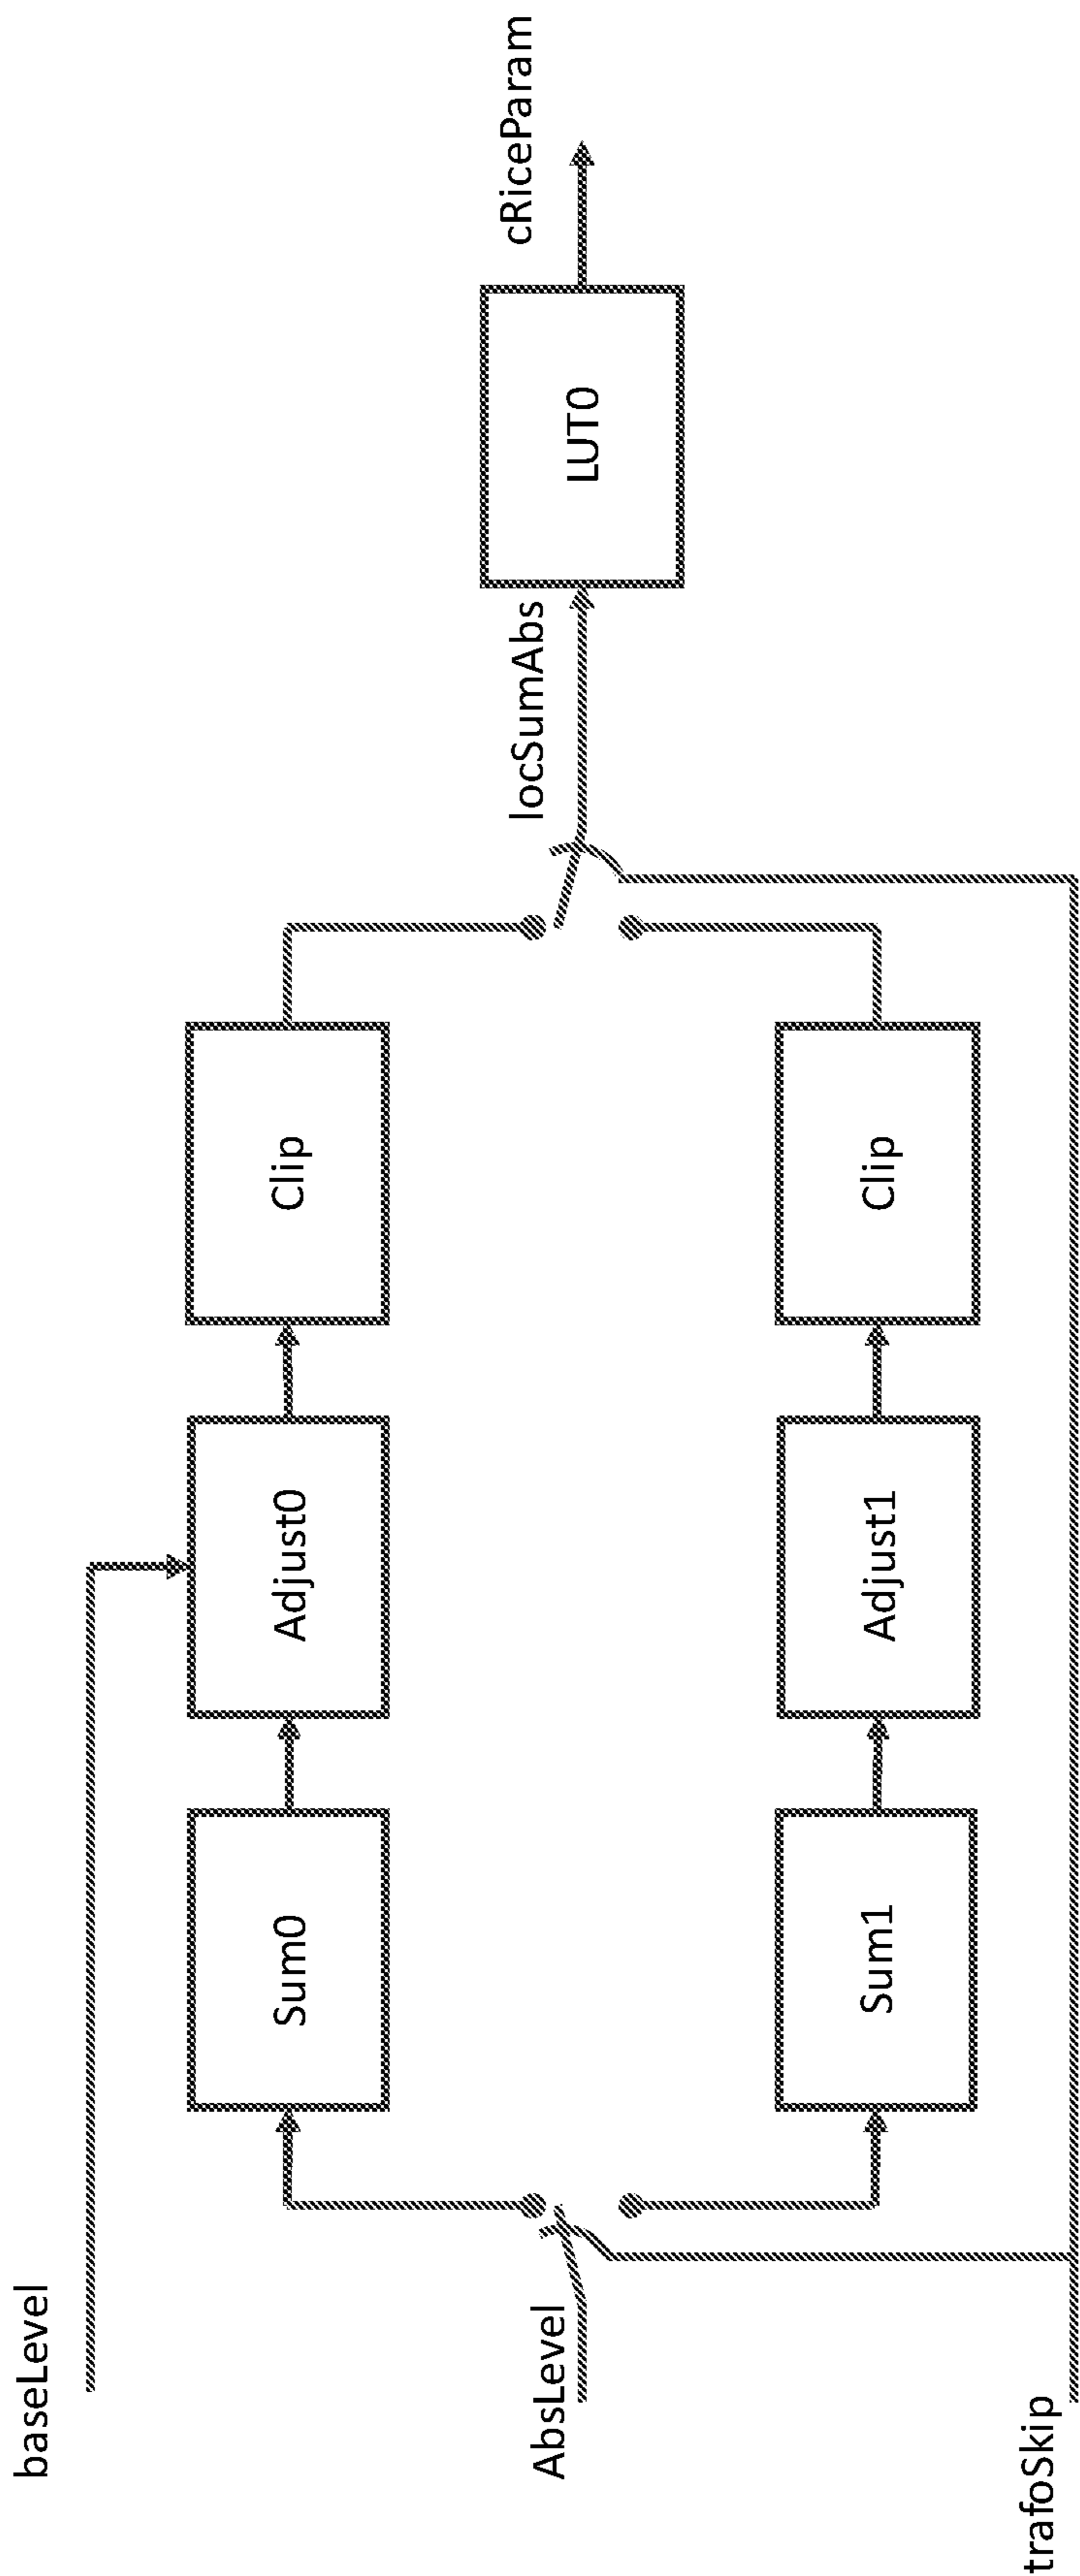 baseLevel
AbsLevel
trafoSkip
Sum0
Adjust0
Clip
Sum1
Adjust1
Clip
locSumAbs
LUT0
cRiceParam